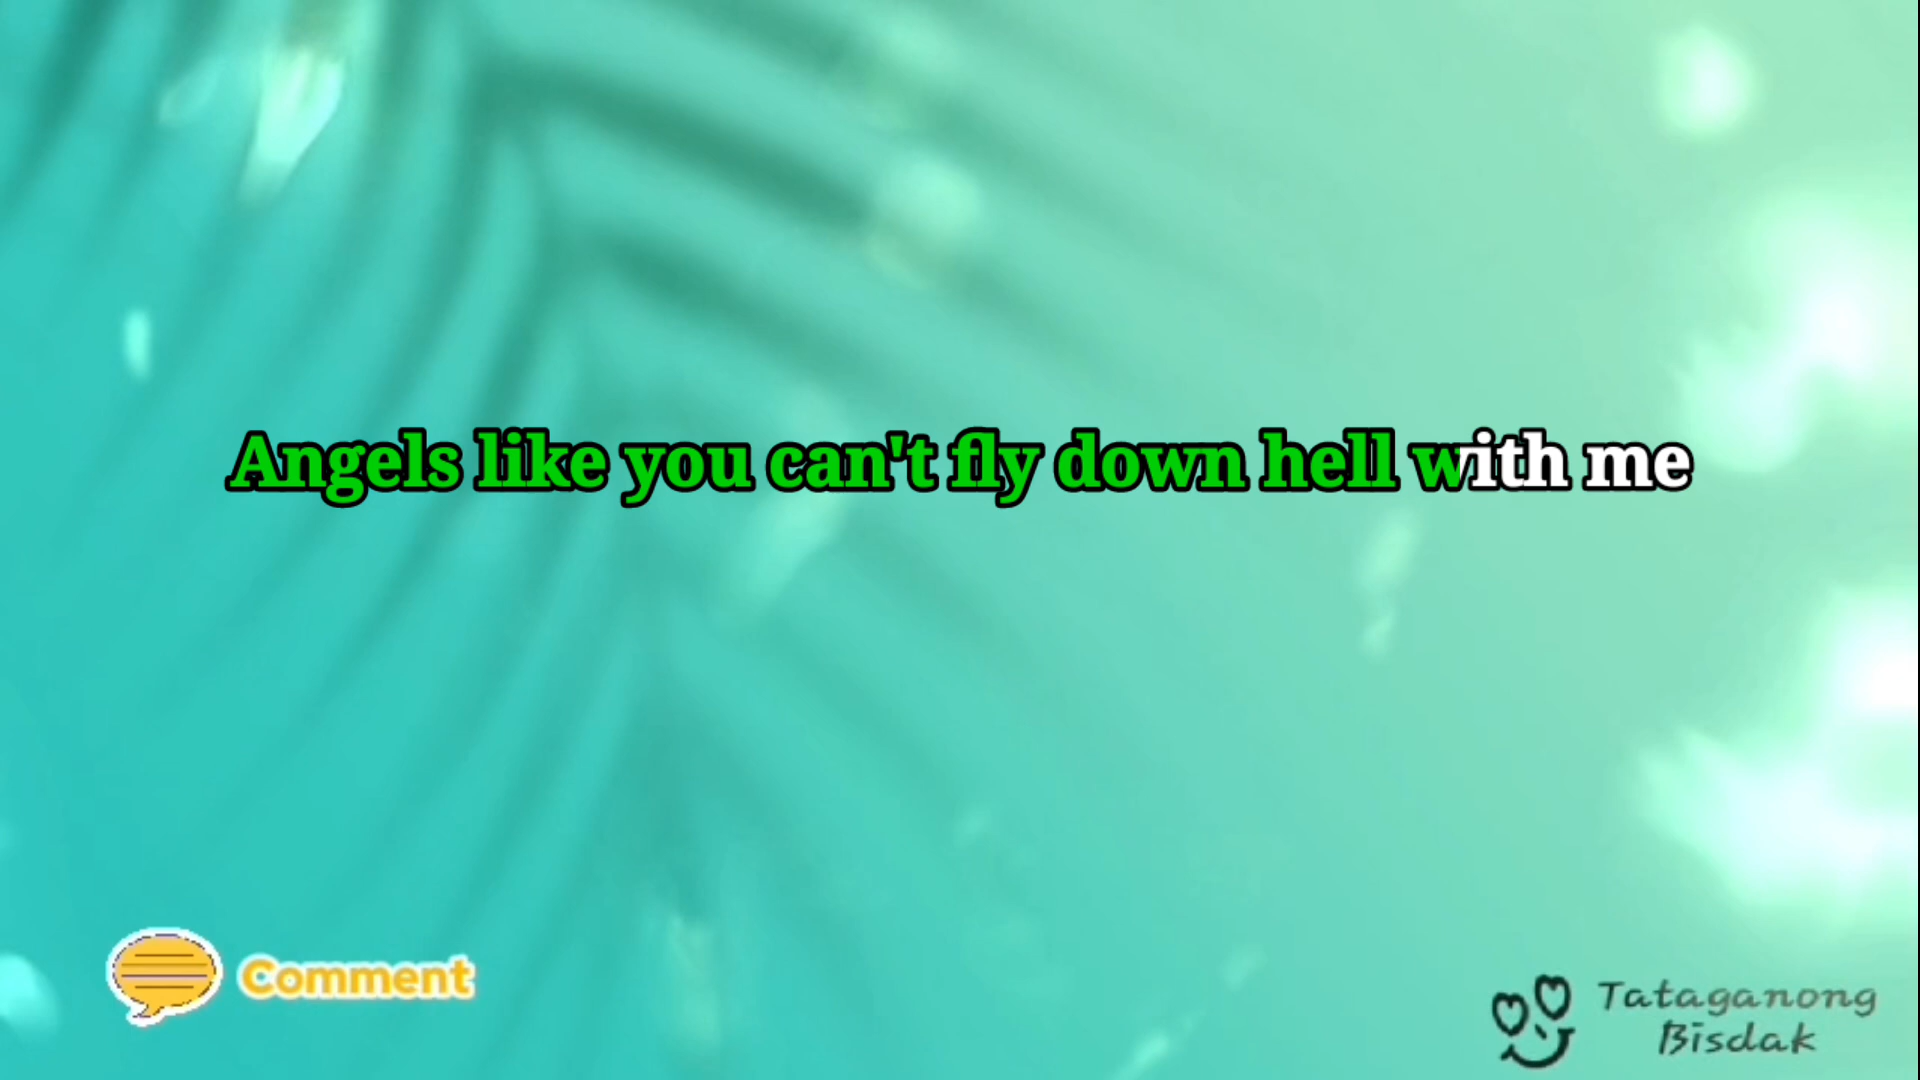 Angels like you can't fly down hell with me
Comment
Tataganong
Bisdak